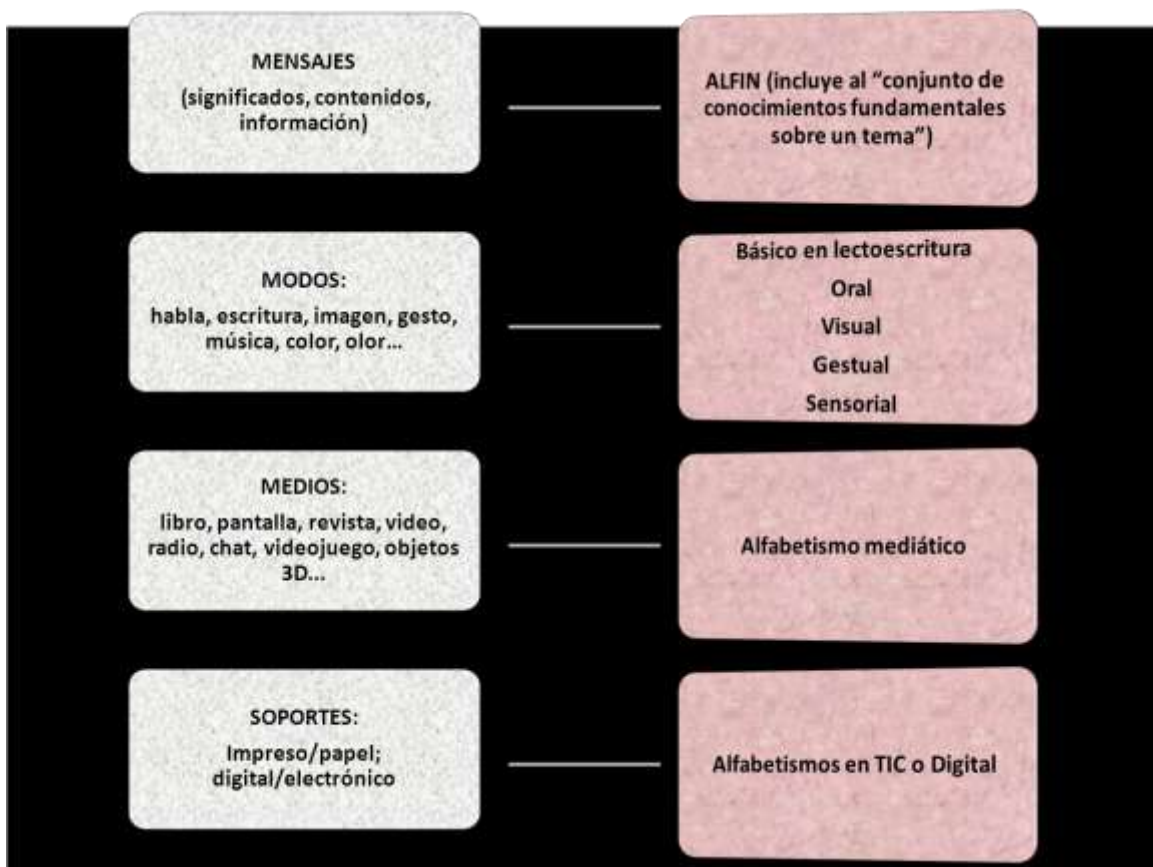 MENSAJES
(significados, contenidos,
información)
ALFIN (incluye al “conjunto de
conocimientos fundamentales
sobre un tema”)
MODOS:
habla, escritura, imagen, gesto,
música, color, olor...
Básico en lectoescritura
Oral
Visual
Gestual
Sensorial
MEDIOS:
libro, pantalla, revista, video,
radio, chat, videojuego, objetos
3D...
Alfabetismo mediático
SOPORTES:
Impreso/papel;
digital/electrónico
Alfabetismos en TIC o Digital